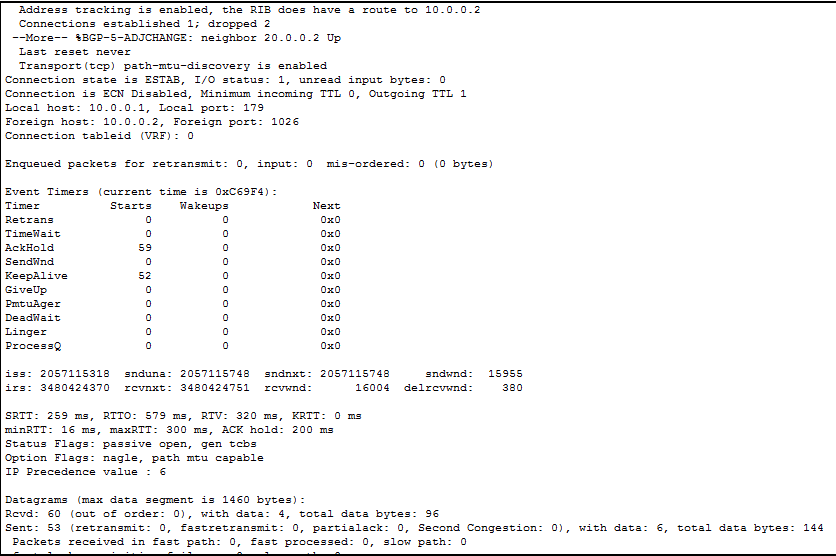 Address tracking is enabled, the RIB does have a route to 10.0.0.2
Connections established 1; dropped 2
--More-- %BGP-5-ADJCHANGE: neighbor 20.0.0.2 Up
Last reset never
Transport(tcp) path-mtu-discovery is enabled
Connection state is ESTAB, I/O status: 1, unread input bytes: 0
Connection is ECN Disabled, Minimum incoming TTL 0, Outgoing TTL 1
Local host: 10.0.0.1, Local port: 179
Foreign host: 10.0.0.2, Foreign port: 1026
Connection tableid (VRF): 0
Enqueued packets for retransmit: 0, input: 0  mis-ordered: 0 (0 bytes)
Event Timers (current time is 0xC69F4):
Timer          Starts    Wakeups            Next
Retrans             0          0             0x0
TimeWait            0          0             0x0
AckHold            59          0             0x0
SendWnd             0          0             0x0
KeepAlive          52          0             0x0
GiveUp              0          0             0x0
PmtuAger            0          0             0x0
DeadWait            0          0             0x0
Linger              0          0             0x0
ProcessQ            0          0             0x0
iss: 2057115318  snduna: 2057115748  sndnxt: 2057115748     sndwnd:  15955
irs: 3480424370  rcvnxt: 3480424751  rcvwnd:      16004  delrcvwnd:    380
SRTT: 259 ms, RTTO: 579 ms, RTV: 320 ms, KRTT: 0 ms
minRTT: 16 ms, maxRTT: 300 ms, ACK hold: 200 ms
Status Flags: passive open, gen tcbs
Option Flags: nagle, path mtu capable
IP Precedence value : 6
Datagrams (max data segment is 1460 bytes):
Rcvd: 60 (out of order: 0), with data: 4, total data bytes: 96
Sent: 53 (retransmit: 0, fastretransmit: 0, partialack: 0, Second Congestion: 0), with data: 6, total data bytes: 144
Packets received in fast path: 0, fast processed: 0, slow path: 0